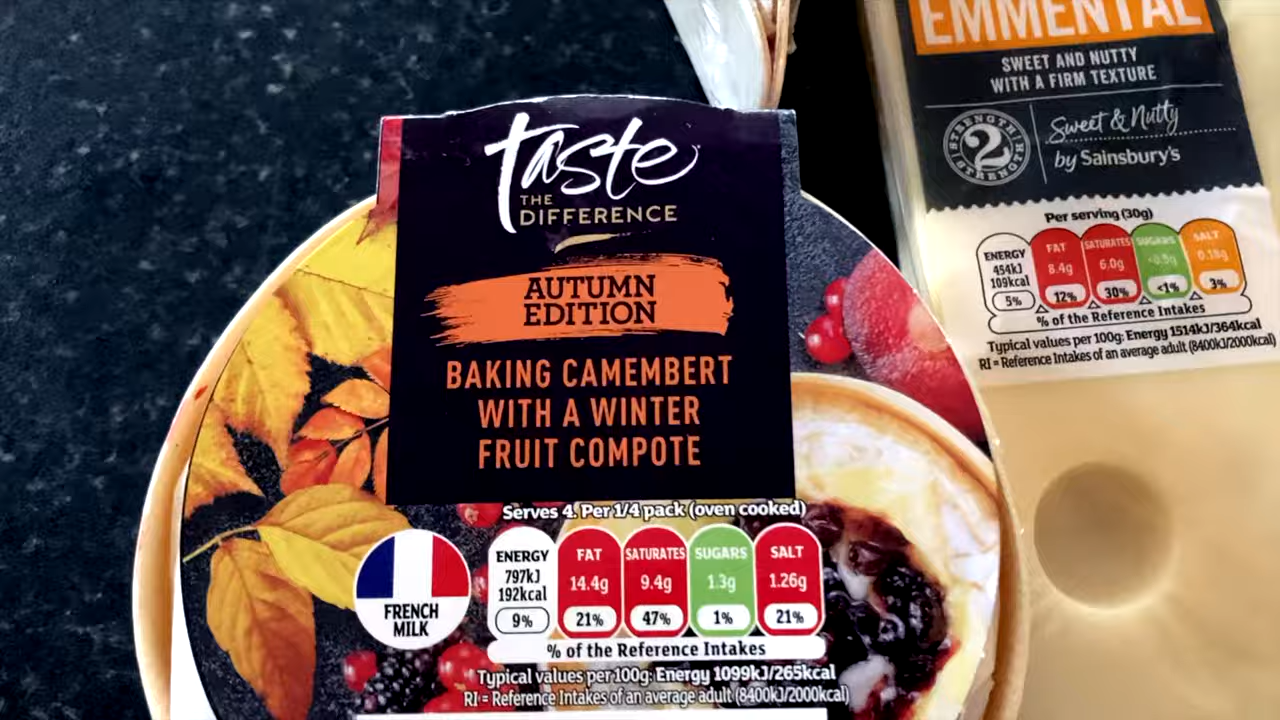 taste
THE
DIFFERENCE
AUTUMN
EDITION
BAKING CAMEMBERT
WITH A WINTER
FRUIT COMPOTE
Serves 4. Per 1/4 pack (oven cooked)
ENERGY
797kJ
192kcal
9%
FAT
14.4g
21%
SATURATES
9.4g
47%
SUGARS
1.3g
1%
SALT
1.26g
21%
% of the Reference Intakes
FRENCH
MILK
Typical values per 100g: Energy 1099kJ/265kcal
RI = Reference Intakes of an average adult (8400kJ/2000kcal)
EMMENTAL
SWEET AND NUTTY
WITH A FIRM TEXTURE
STRENGTH STRENGTH
2
Sweet & Nutty
by Sainsbury's
Per serving (30g)
ENERGY
454kJ
109kcal
5%
FAT
8.4g
12%
SATURATES
6.0g
30%
SUGARS
<0.5g
<1%
SALT
0.18g
3%
% of the Reference Intakes
Typical values per 100g: Energy 1514kJ/364kcal
RI = Reference Intakes of an average adult (8400kJ/2000kcal)